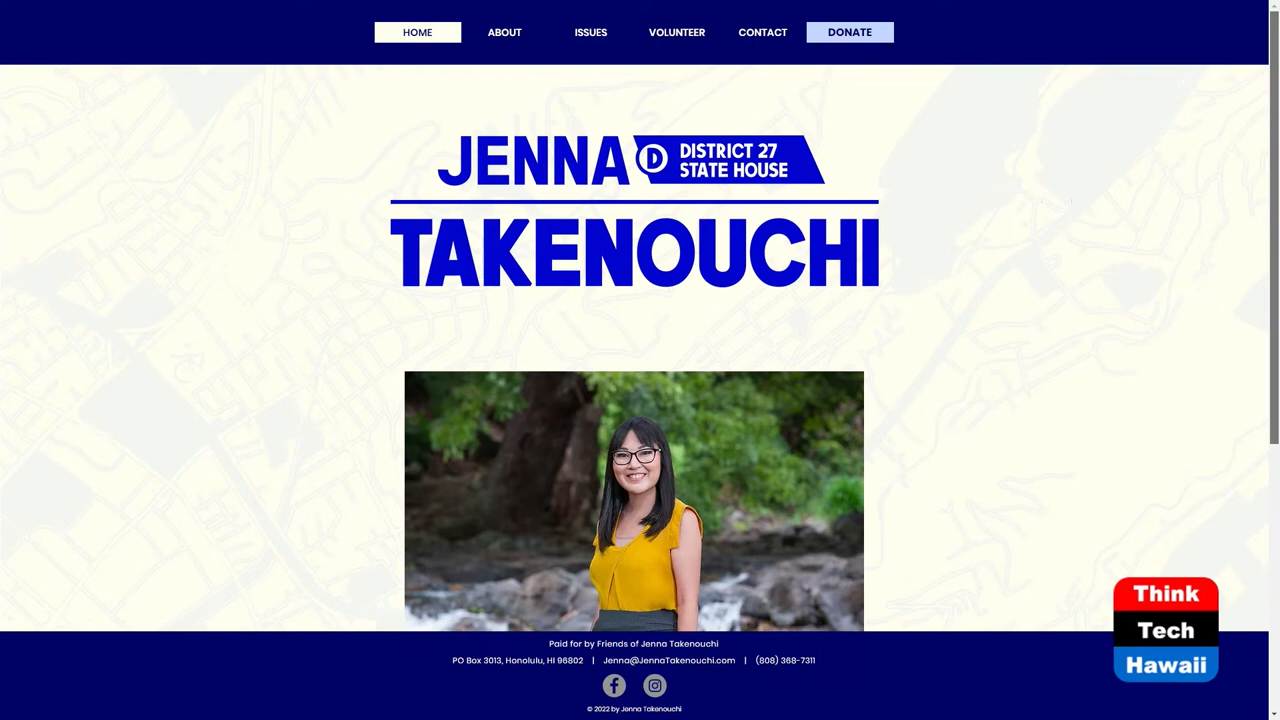 HOME ABOUT ISSUES VOLUNTEER CONTACT DONATE
JENNA D DISTRICT 27
STATE HOUSE
TAKENOUCHI
Think
Tech
Hawaii
Paid for by Friends of Jenna Takenouchi
PO Box 3013, Honolulu, HI 96802 | Jenna@JennaTakenouchi.com | (808) 368-7311
© 2022 by Jenna Takenouchi